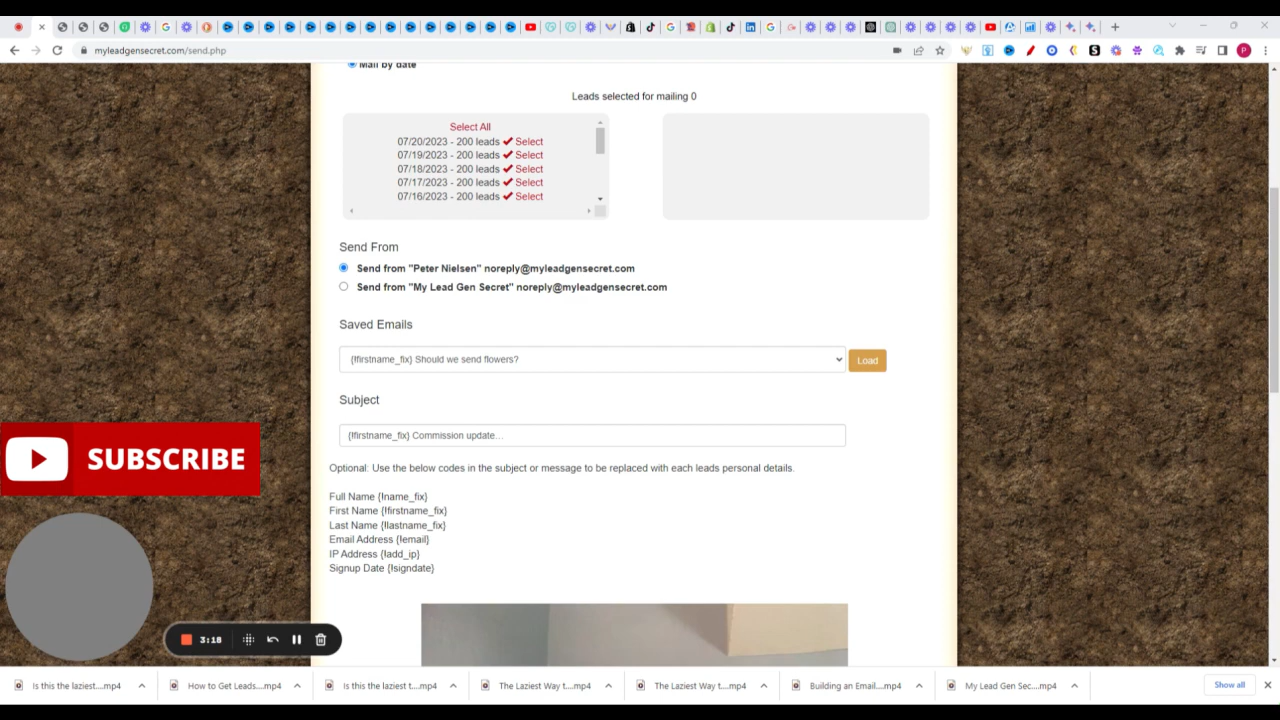 myleadgensecret.com/send.php
P
Mail by date
Leads selected for mailing 0
Select All
07/20/2023 - 200 leads ✔ Select
07/19/2023 - 200 leads ✔ Select
07/18/2023 - 200 leads ✔ Select
07/17/2023 - 200 leads ✔ Select
07/16/2023 - 200 leads ✔ Select
Send From
Send from "Peter Nielsen" noreply@myleadgensecret.com
Send from "My Lead Gen Secret" noreply@myleadgensecret.com
Saved Emails
{!firstname_fix} Should we send flowers?
Load
Subject
{!firstname_fix} Commission update...
Optional: Use the below codes in the subject or message to be replaced with each leads personal details.
Full Name {!name_fix}
First Name {!firstname_fix}
Last Name {!lastname_fix}
Email Address {!email}
IP Address {!add_ip}
Signup Date {!signdate}
SUBSCRIBE
3:18
Is this the laziest....mp4
How to Get Leads....mp4
Is this the laziest t....mp4
The Laziest Way t....mp4
The Laziest Way t....mp4
Building an Email....mp4
My Lead Gen Sec....mp4
Show all